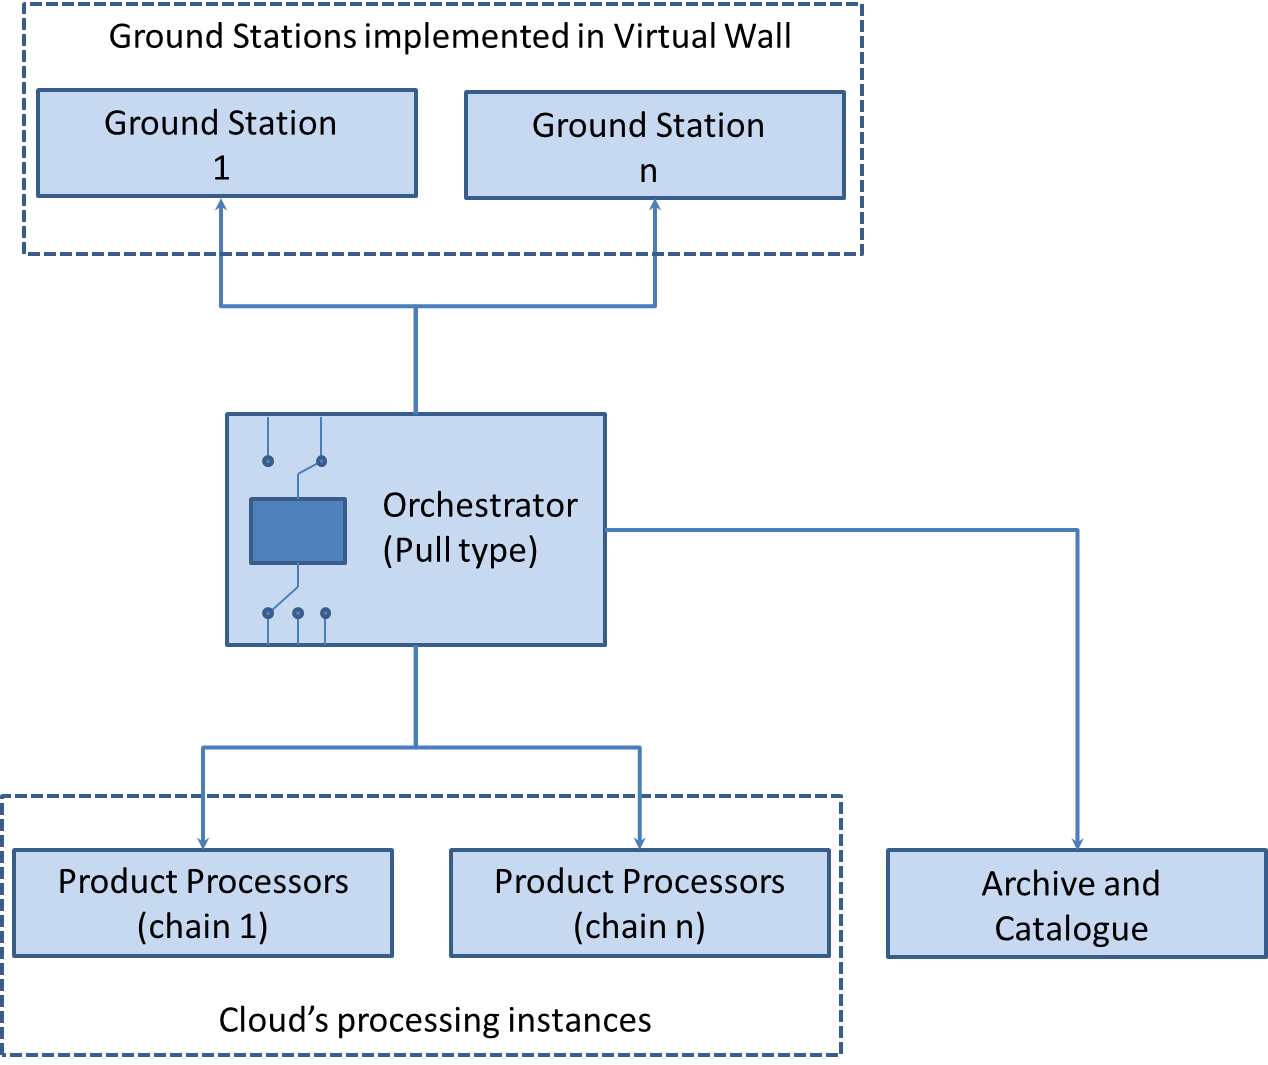 Ground Stations implemented in Virtual Wall
Ground Station
1
Ground Station
n
Orchestrator
(Pull type)
Product Processors
(chain 1)
Product Processors
(chain n)
Archive and
Catalogue
Cloud’s processing instances